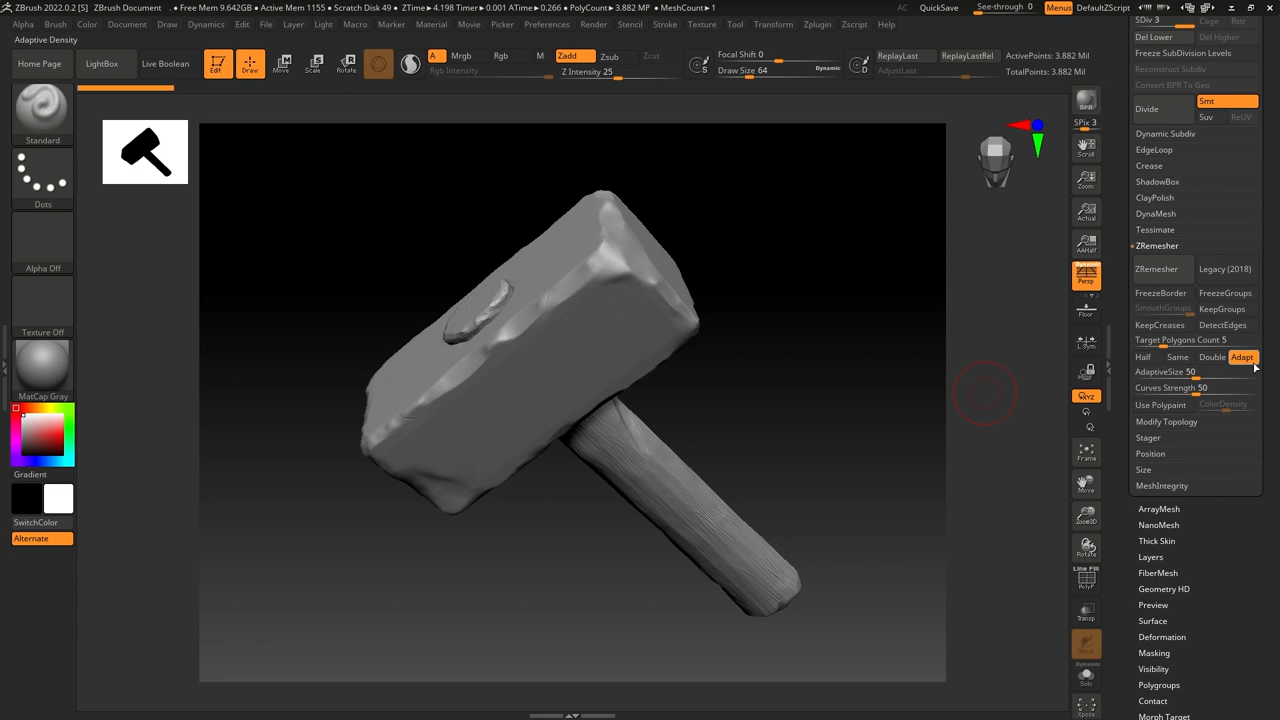 ZBrush 2022.0.2 [S] ZBrush Document . ● Free Mem 9.642GB ● Active Mem 1155 ● Scratch Disk 49 ● ZTime►4.198 Timer►0.001 ATime►0.266 ● PolyCount►3.882 MP ● MeshCount►1 AC QuickSave See-through 0 Menus DefaultZScript
Alpha Brush Color Document Draw Dynamics Edit File Layer Light Macro Marker Material Movie Picker Preferences Render Stencil Stroke Texture Tool Transform Zplugin Zscript Help
Adaptive Density
Home Page LightBox Live Boolean Edit Draw Move Scale Rotate
A Mrgb Rgb M Zadd Zsub Zcut
Rgb Intensity Z Intensity 25
Focal Shift 0
Draw Size 64 Dynamic
S D
ReplayLast ReplayLastRel ActivePoints: 3.882 Mil
AdjustLast TotalPoints: 3.882 Mil
Standard
Dots
Alpha Off
Texture Off
MatCap Gray
Gradient
SwitchColor
Alternate
BPR
SPix 3
Scroll
Zoom
Actual
AAHalf
Dynamic
Persp
Floor
L.Sym
XYZ
Frame
Move
Zoom3D
Rotate
Line Fill
PolyF
Transp
Ghost
Dynamic
Solo
Xpose
SDiv 3 Cage Rstr
Del Lower Del Higher
Freeze SubDivision Levels
Reconstruct Subdiv
Convert BPR To Geo
Divide Smt
Suv ReUV
Dynamic Subdiv
EdgeLoop
Crease
ShadowBox
ClayPolish
DynaMesh
Tessimate
ZRemesher
ZRemesher Legacy (2018)
FreezeBorder FreezeGroups
SmoothGroups KeepGroups
KeepCreases DetectEdges
Target Polygons Count 5
Half Same Double Adapt
AdaptiveSize 50
Curves Strength 50
Use Polypaint ColorDensity
Modify Topology
Stager
Position
Size
MeshIntegrity
ArrayMesh
NanoMesh
Thick Skin
Layers
FiberMesh
Geometry HD
Preview
Surface
Deformation
Masking
Visibility
Polygroups
Contact
Morph Target